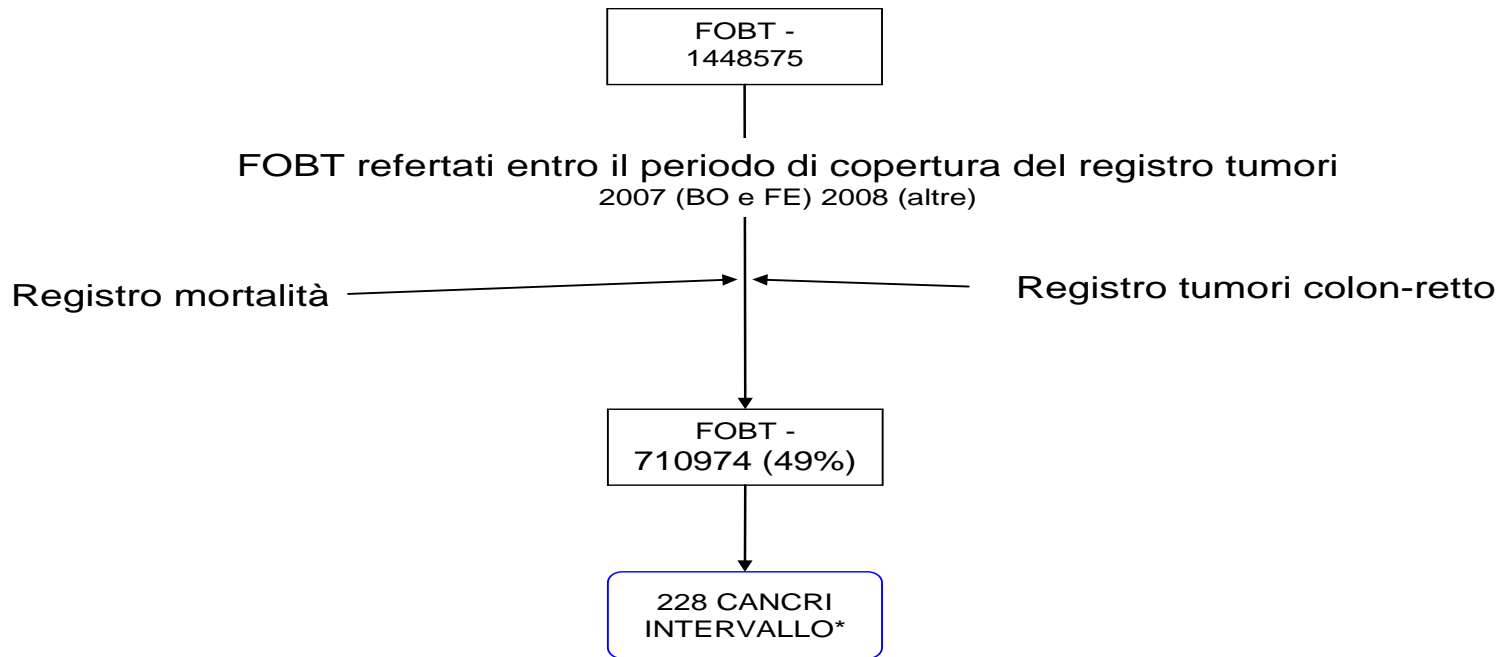 FOBT -
1448575
FOBT refertati entro il periodo di copertura del registro tumori
2007 (BO e FE) 2008 (altre)
Registro mortalità
Registro tumori colon-retto
FOBT -
710974 (49%)
228 CANCRI
INTERVALLO*